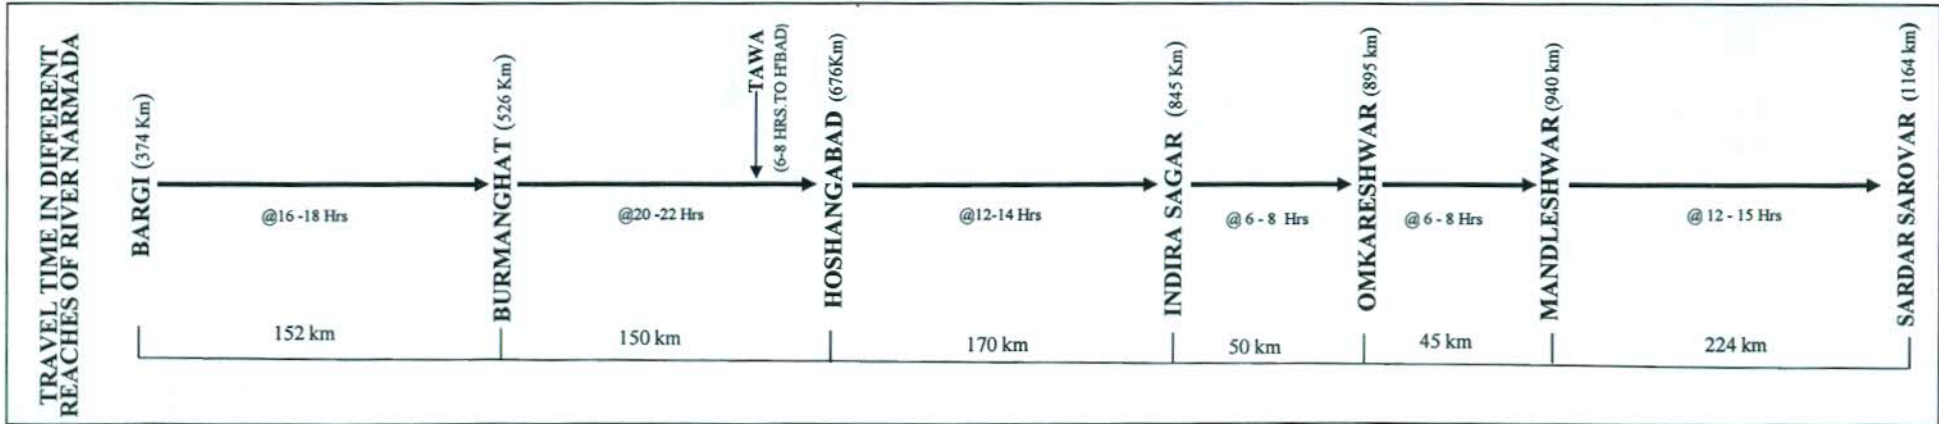 TRAVEL TIME IN DIFFERENT
REACHES OF RIVER NARMADA
BARGI (374 Km)
@16 -18 Hrs
BURMANGHAT (526 Km)
@20 -22 Hrs
TAWA
(6-8 HRS.TO H'BAD)
HOSHANGABAD (676Km)
@12-14 Hrs
INDIRA SAGAR (845 Km)
@ 6 - 8 Hrs
OMKARESHWAR (895 km)
@ 6 - 8 Hrs
MANDLESHWAR (940 km)
@ 12 - 15 Hrs
SARDAR SAROVAR (1164 km)
152 km
150 km
170 km
50 km
45 km
224 km